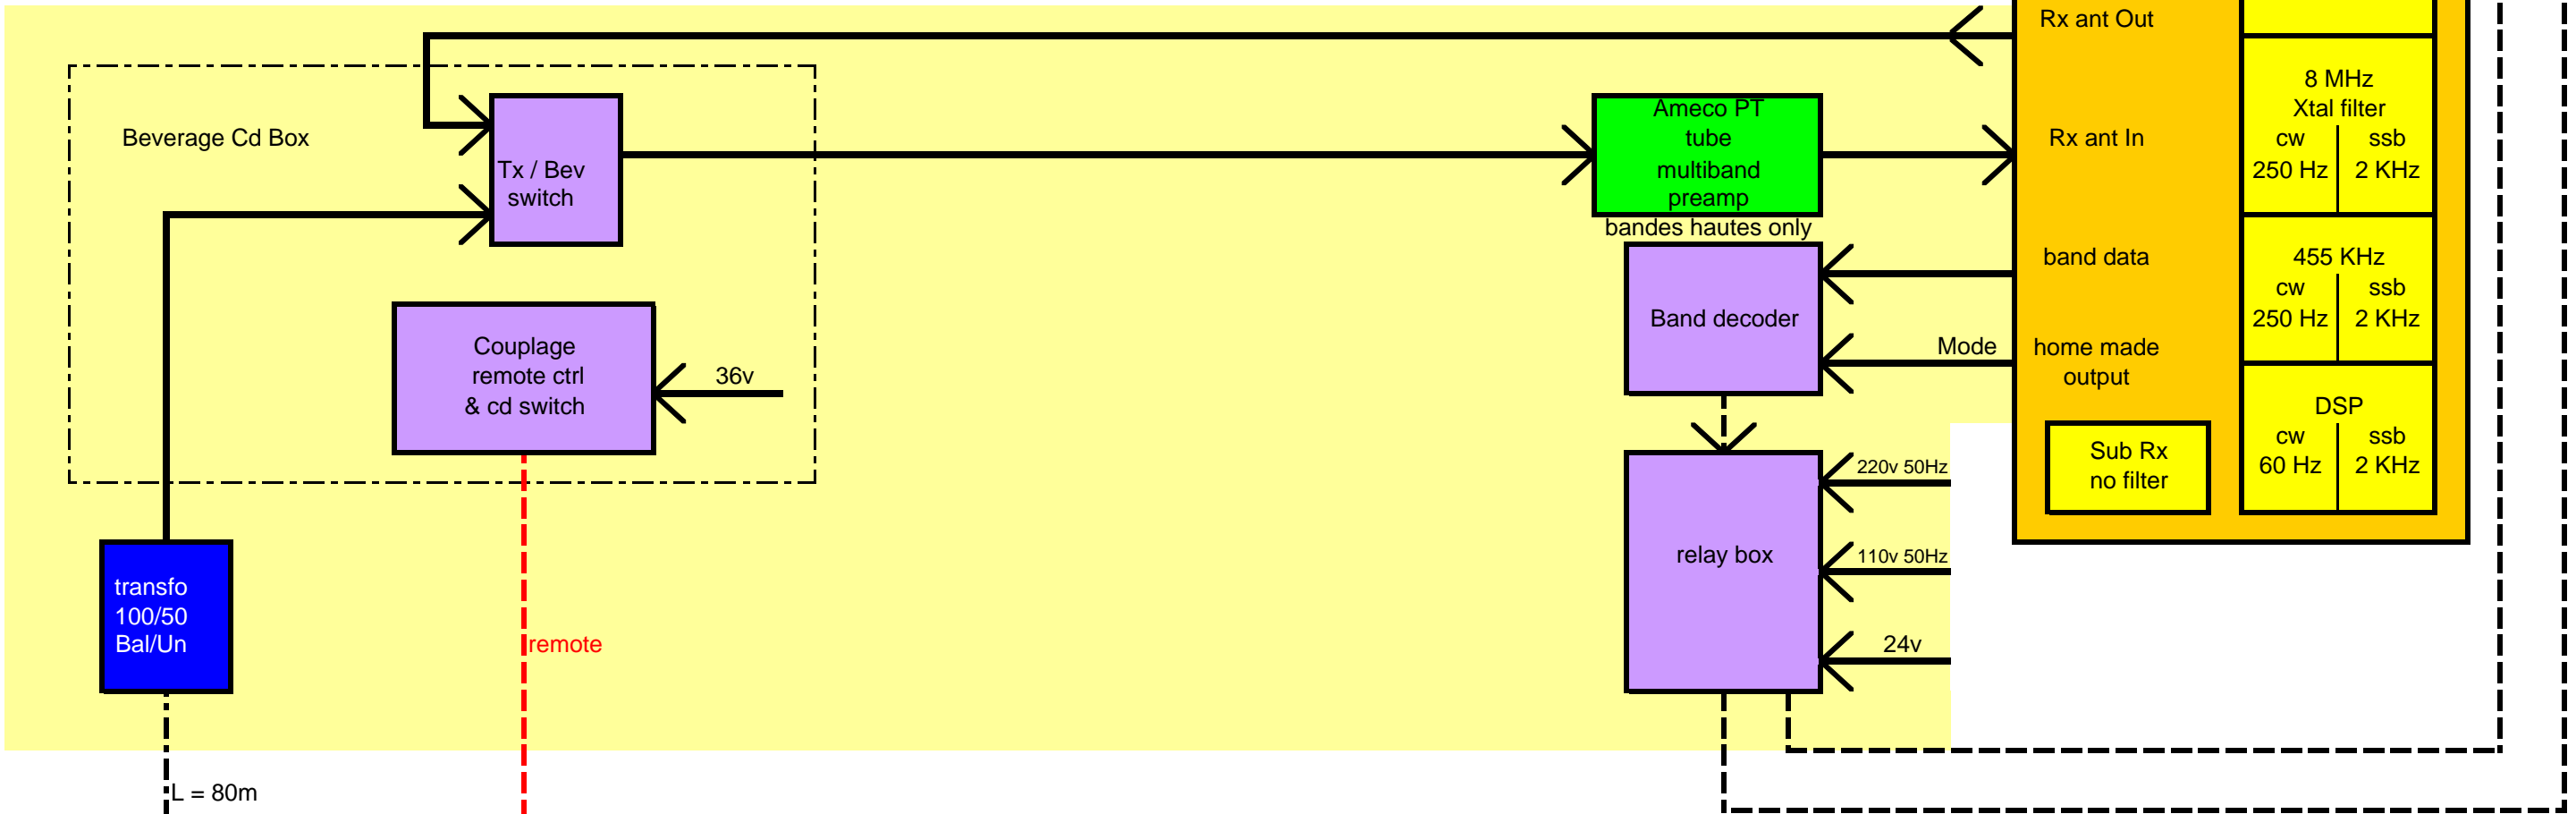 Rx ant Out
8 MHz
Xtal filter
cw ssb
250 Hz 2 KHz
Beverage Cd Box
Tx / Bev
switch
Ameco PT
tube
multiband
preamp
bandes hautes only
Rx ant In
band data
455 KHz
cw ssb
250 Hz 2 KHz
Band decoder
Mode
home made
output
Couplage
remote ctrl
& cd switch
36v
DSP
cw ssb
60 Hz 2 KHz
Sub Rx
no filter
220v 50Hz
relay box
110v 50Hz
24v
transfo
100/50
Bal/Un
remote
L = 80m